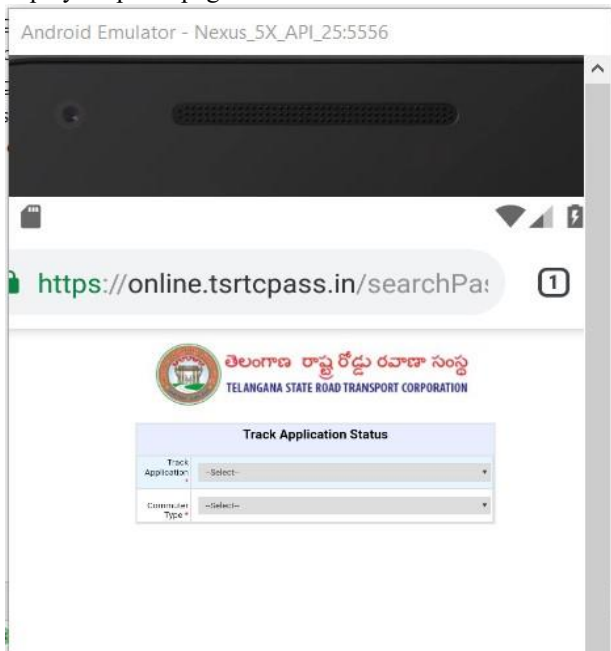 Android Emulator - Nexus_5X_API_25:5556
https://online.tsrtcpass.in/searchPas
1
తెలంగాణ రాష్ట్ర రోడ్డు రవాణా సంస్థ
TELANGANA STATE ROAD TRANSPORT CORPORATION
Track Application Status
Track
Application
*
--Select--
Commuter
Type *
--Select--